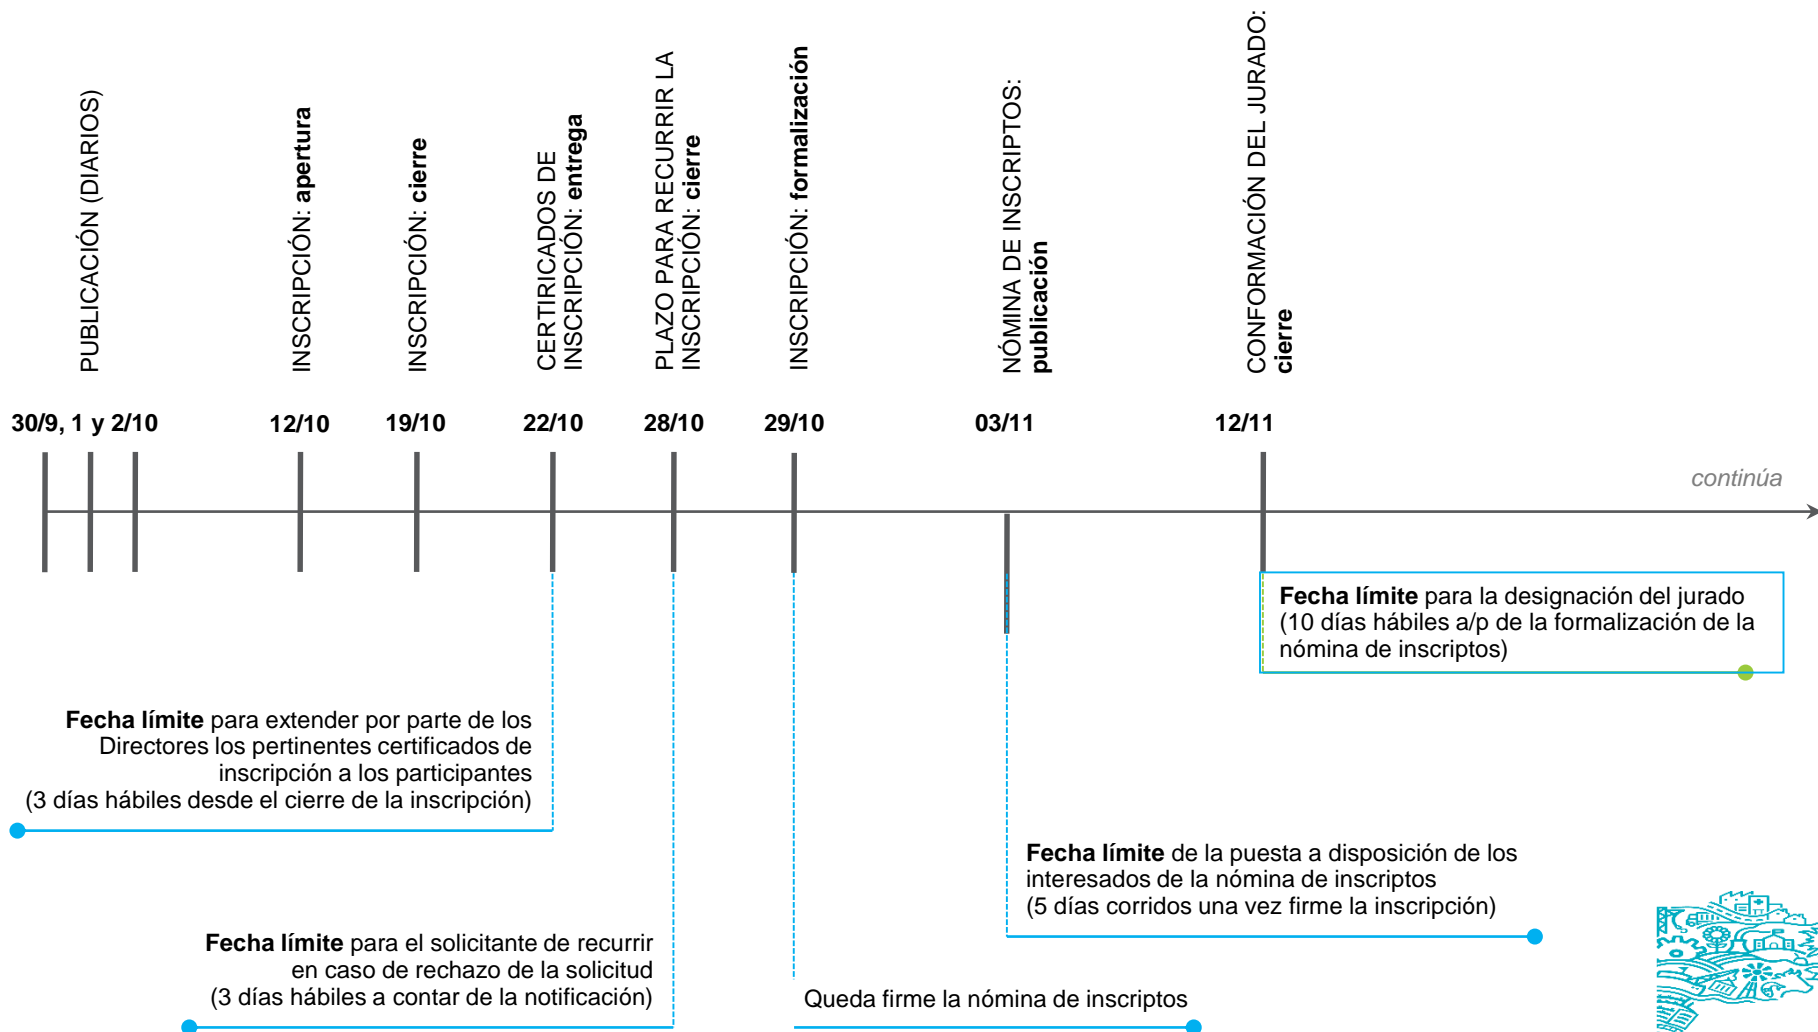 PUBLICACIÓN (DIARIOS)
INSCRIPCIÓN: apertura
INSCRIPCIÓN: cierre
CERTIRICADOS DE
INSCRIPCIÓN: entrega
PLAZO PARA RECURRIR LA
INSCRIPCIÓN: cierre
INSCRIPCIÓN: formalización
NÓMINA DE INSCRIPTOS:
publicación
CONFORMACIÓN DEL JURADO:
cierre
30/9, 1 y 2/10
12/10
19/10
22/10
28/10
29/10
03/11
12/11
continúa
Fecha límite para la designación del jurado
(10 días hábiles a/p de la formalización de la
nómina de inscriptos)
Fecha límite para extender por parte de los
Directores los pertinentes certificados de
inscripción a los participantes
(3 días hábiles desde el cierre de la inscripción)
Fecha límite de la puesta a disposición de los
interesados de la nómina de inscriptos
(5 días corridos una vez firme la inscripción)
Fecha límite para el solicitante de recurrir
en caso de rechazo de la solicitud
(3 días hábiles a contar de la notificación)
Queda firme la nómina de inscriptos